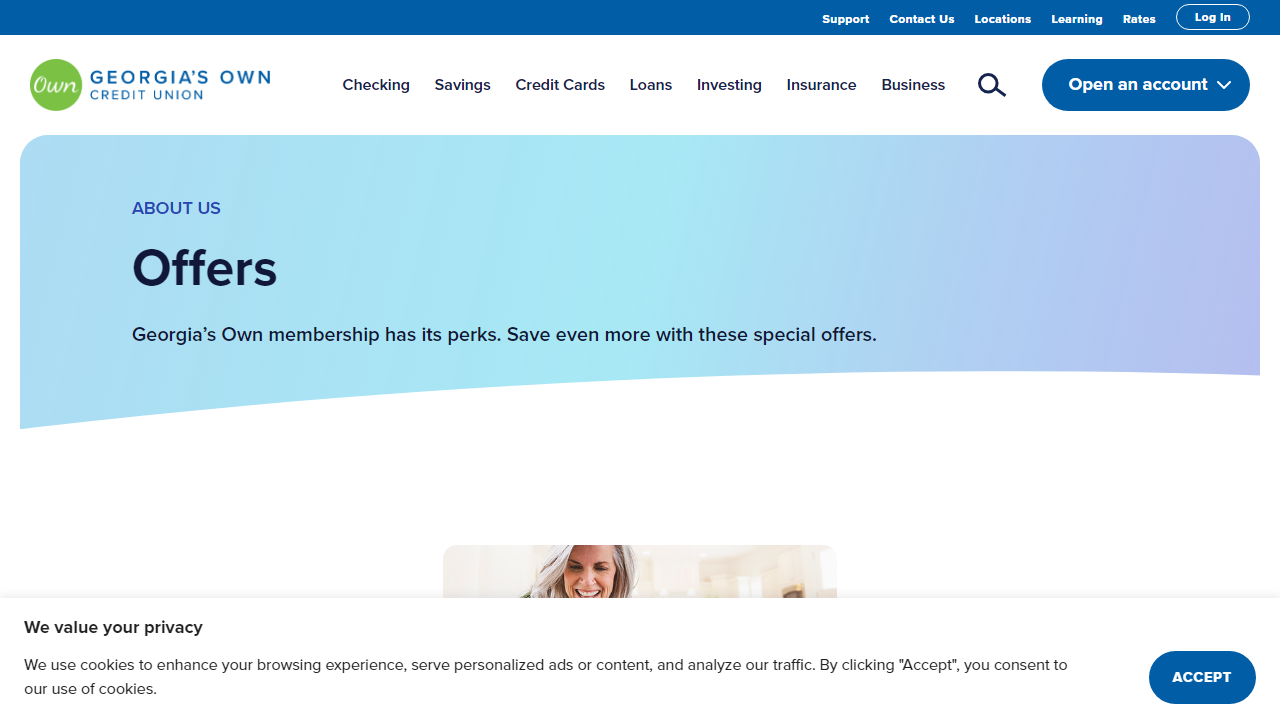 Support Contact Us Locations Learning Rates Log In
Own GEORGIA'S OWN
CREDIT UNION
Checking Savings Credit Cards Loans Investing Insurance Business Open an account
ABOUT US
Offers
Georgia’s Own membership has its perks. Save even more with these special offers.
We value your privacy
We use cookies to enhance your browsing experience, serve personalized ads or content, and analyze our traffic. By clicking "Accept", you consent to
our use of cookies.
ACCEPT